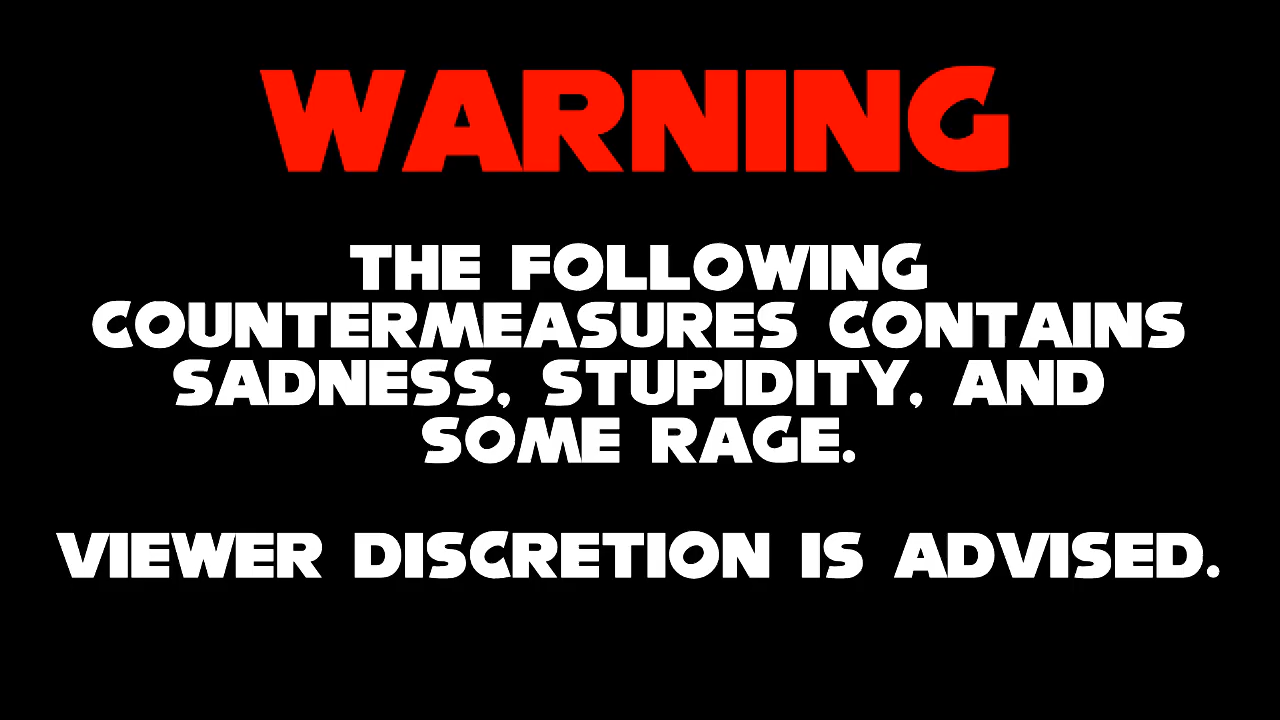 WARNING
THE FOLLOWING
COUNTERMEASURES CONTAINS
SADNESS, STUPIDITY, AND
SOME RAGE.
VIEWER DISCRETION IS ADVISED.